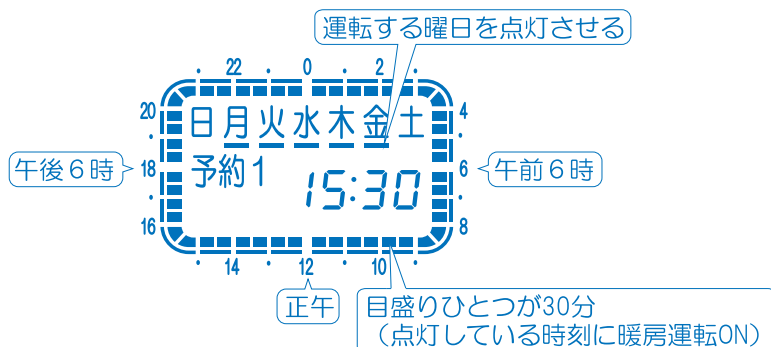 運転する曜日を点灯させる
22 0 2
20 4
日月火水木金土
午後6時 18 予約1 6 午前6時
15:30
16 8
14 12 10
正午
目盛りひとつが30分
(点灯している時刻に暖房運転ON)